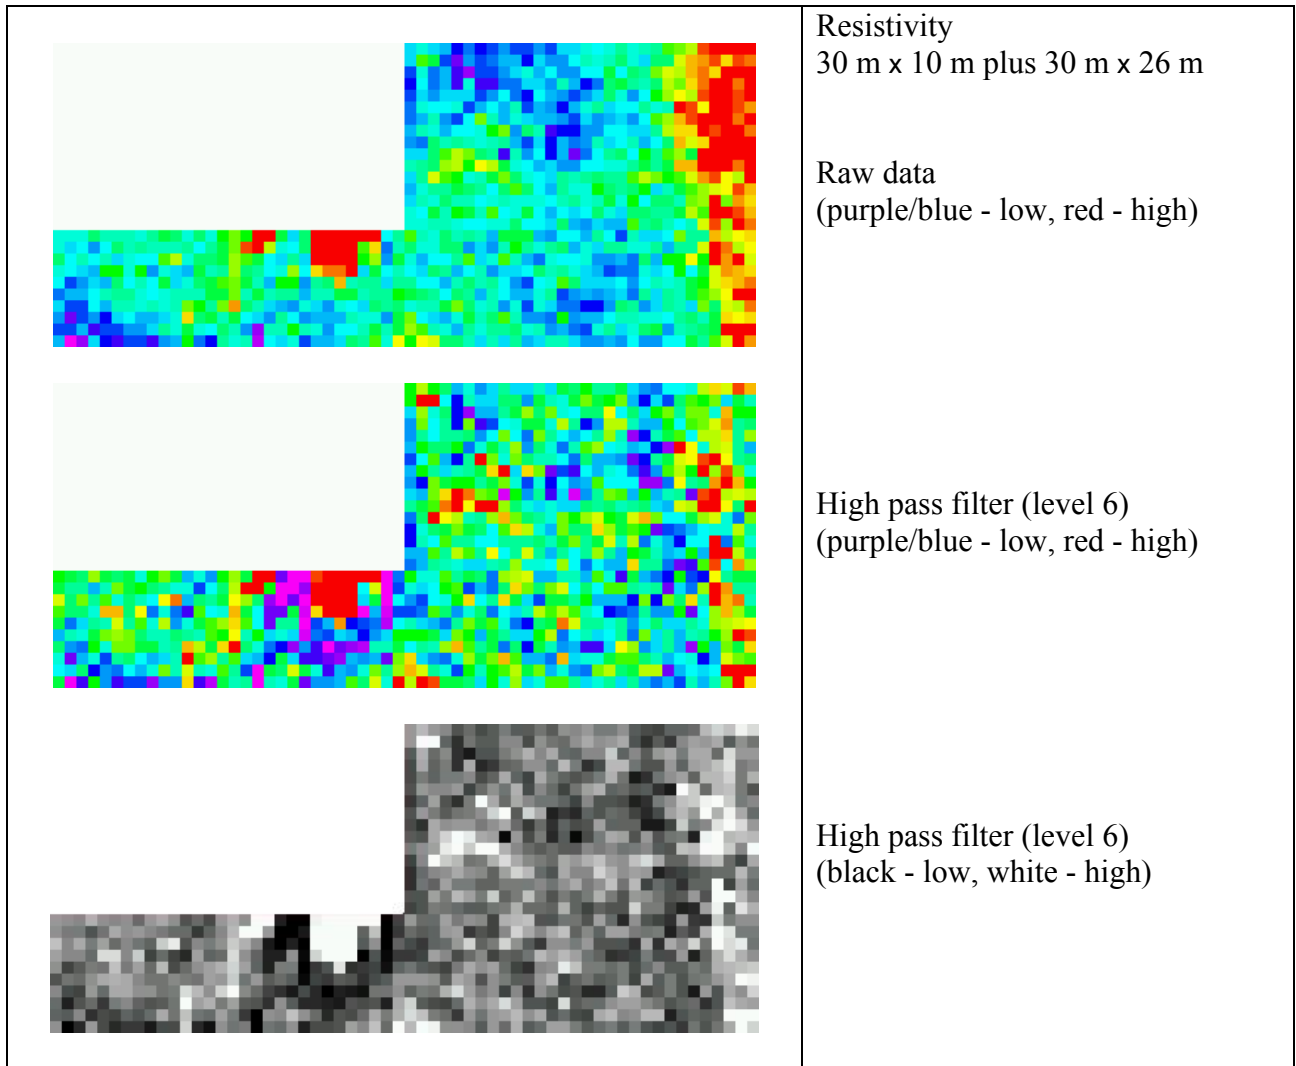 Resistivity
30 m x 10 m plus 30 m x 26 m
Raw data
(purple/blue - low, red - high)
High pass filter (level 6)
(purple/blue - low, red - high)
High pass filter (level 6)
(black - low, white - high)